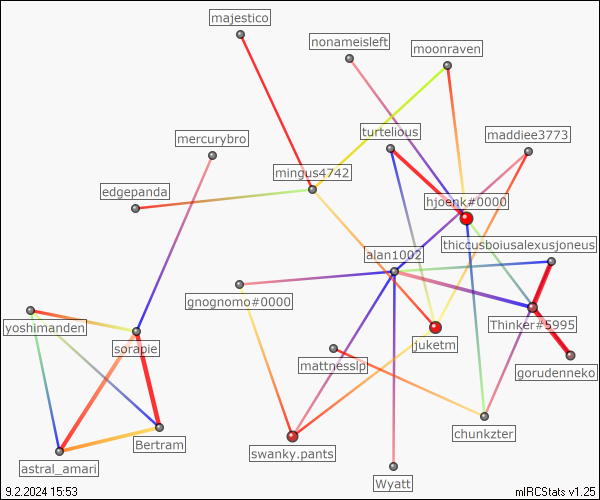 majestico
nonameisleft
moonraven
turtelious
maddiee3773
mercurybro
mingus4742
edgepanda
hjoenk#0000
thiccusboiusalexusjoneus
alan1002
gnognomo#0000
yoshimanden
sorapie
Thinker#5995
juketm
mattnesslp
gorudenneko
chunkzter
Bertram
swanky.pants
astral_amari
Wyatt
9.2.2024 15:53
mIRCStats v1.25